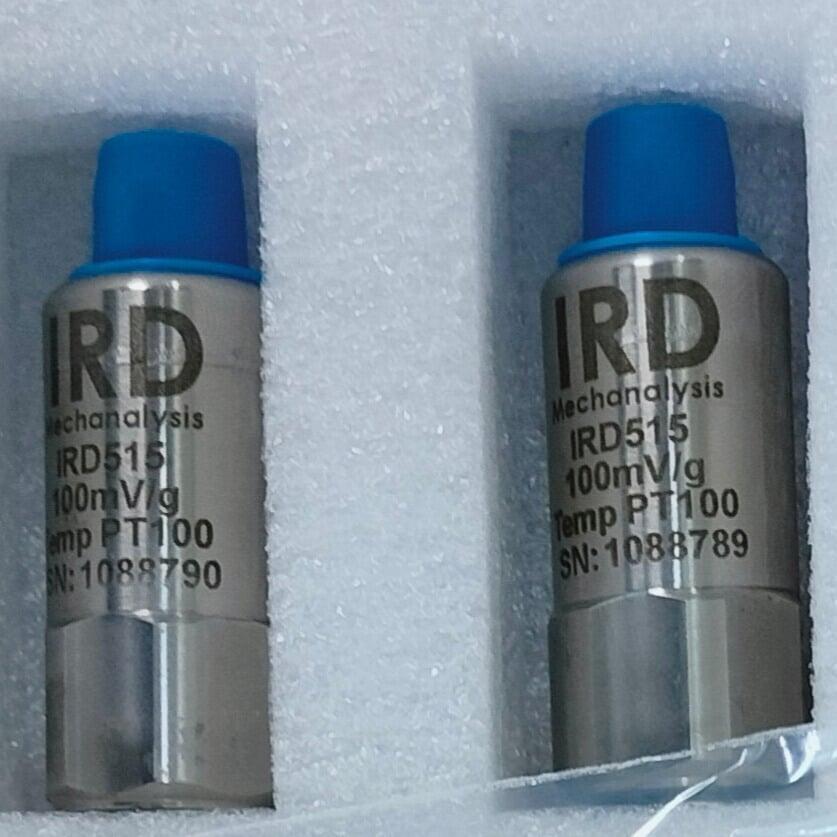 IRD
Mechanalysis
IRD515
100mV/g
Temp PT100
SN: 1088790
IRD
Mechanalysis
IRD515
100mV/g
Temp PT100
SN: 1088789